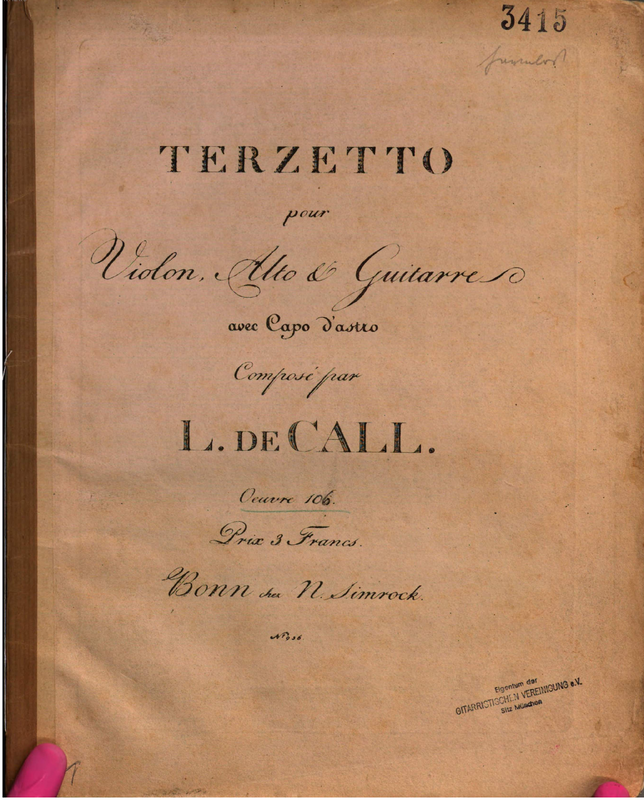 3415
TERZETTO
pour
Violon, Alto & Guitarre
avec Capo d'astro
Composé par
L. DE CALL.
Oeuvre 106.
Prix 3 Francs.
Bonn chez N. Simrock.
Eigentum der
GITARRISTISCHEN VEREINIGUNG e.V.
Sitz München